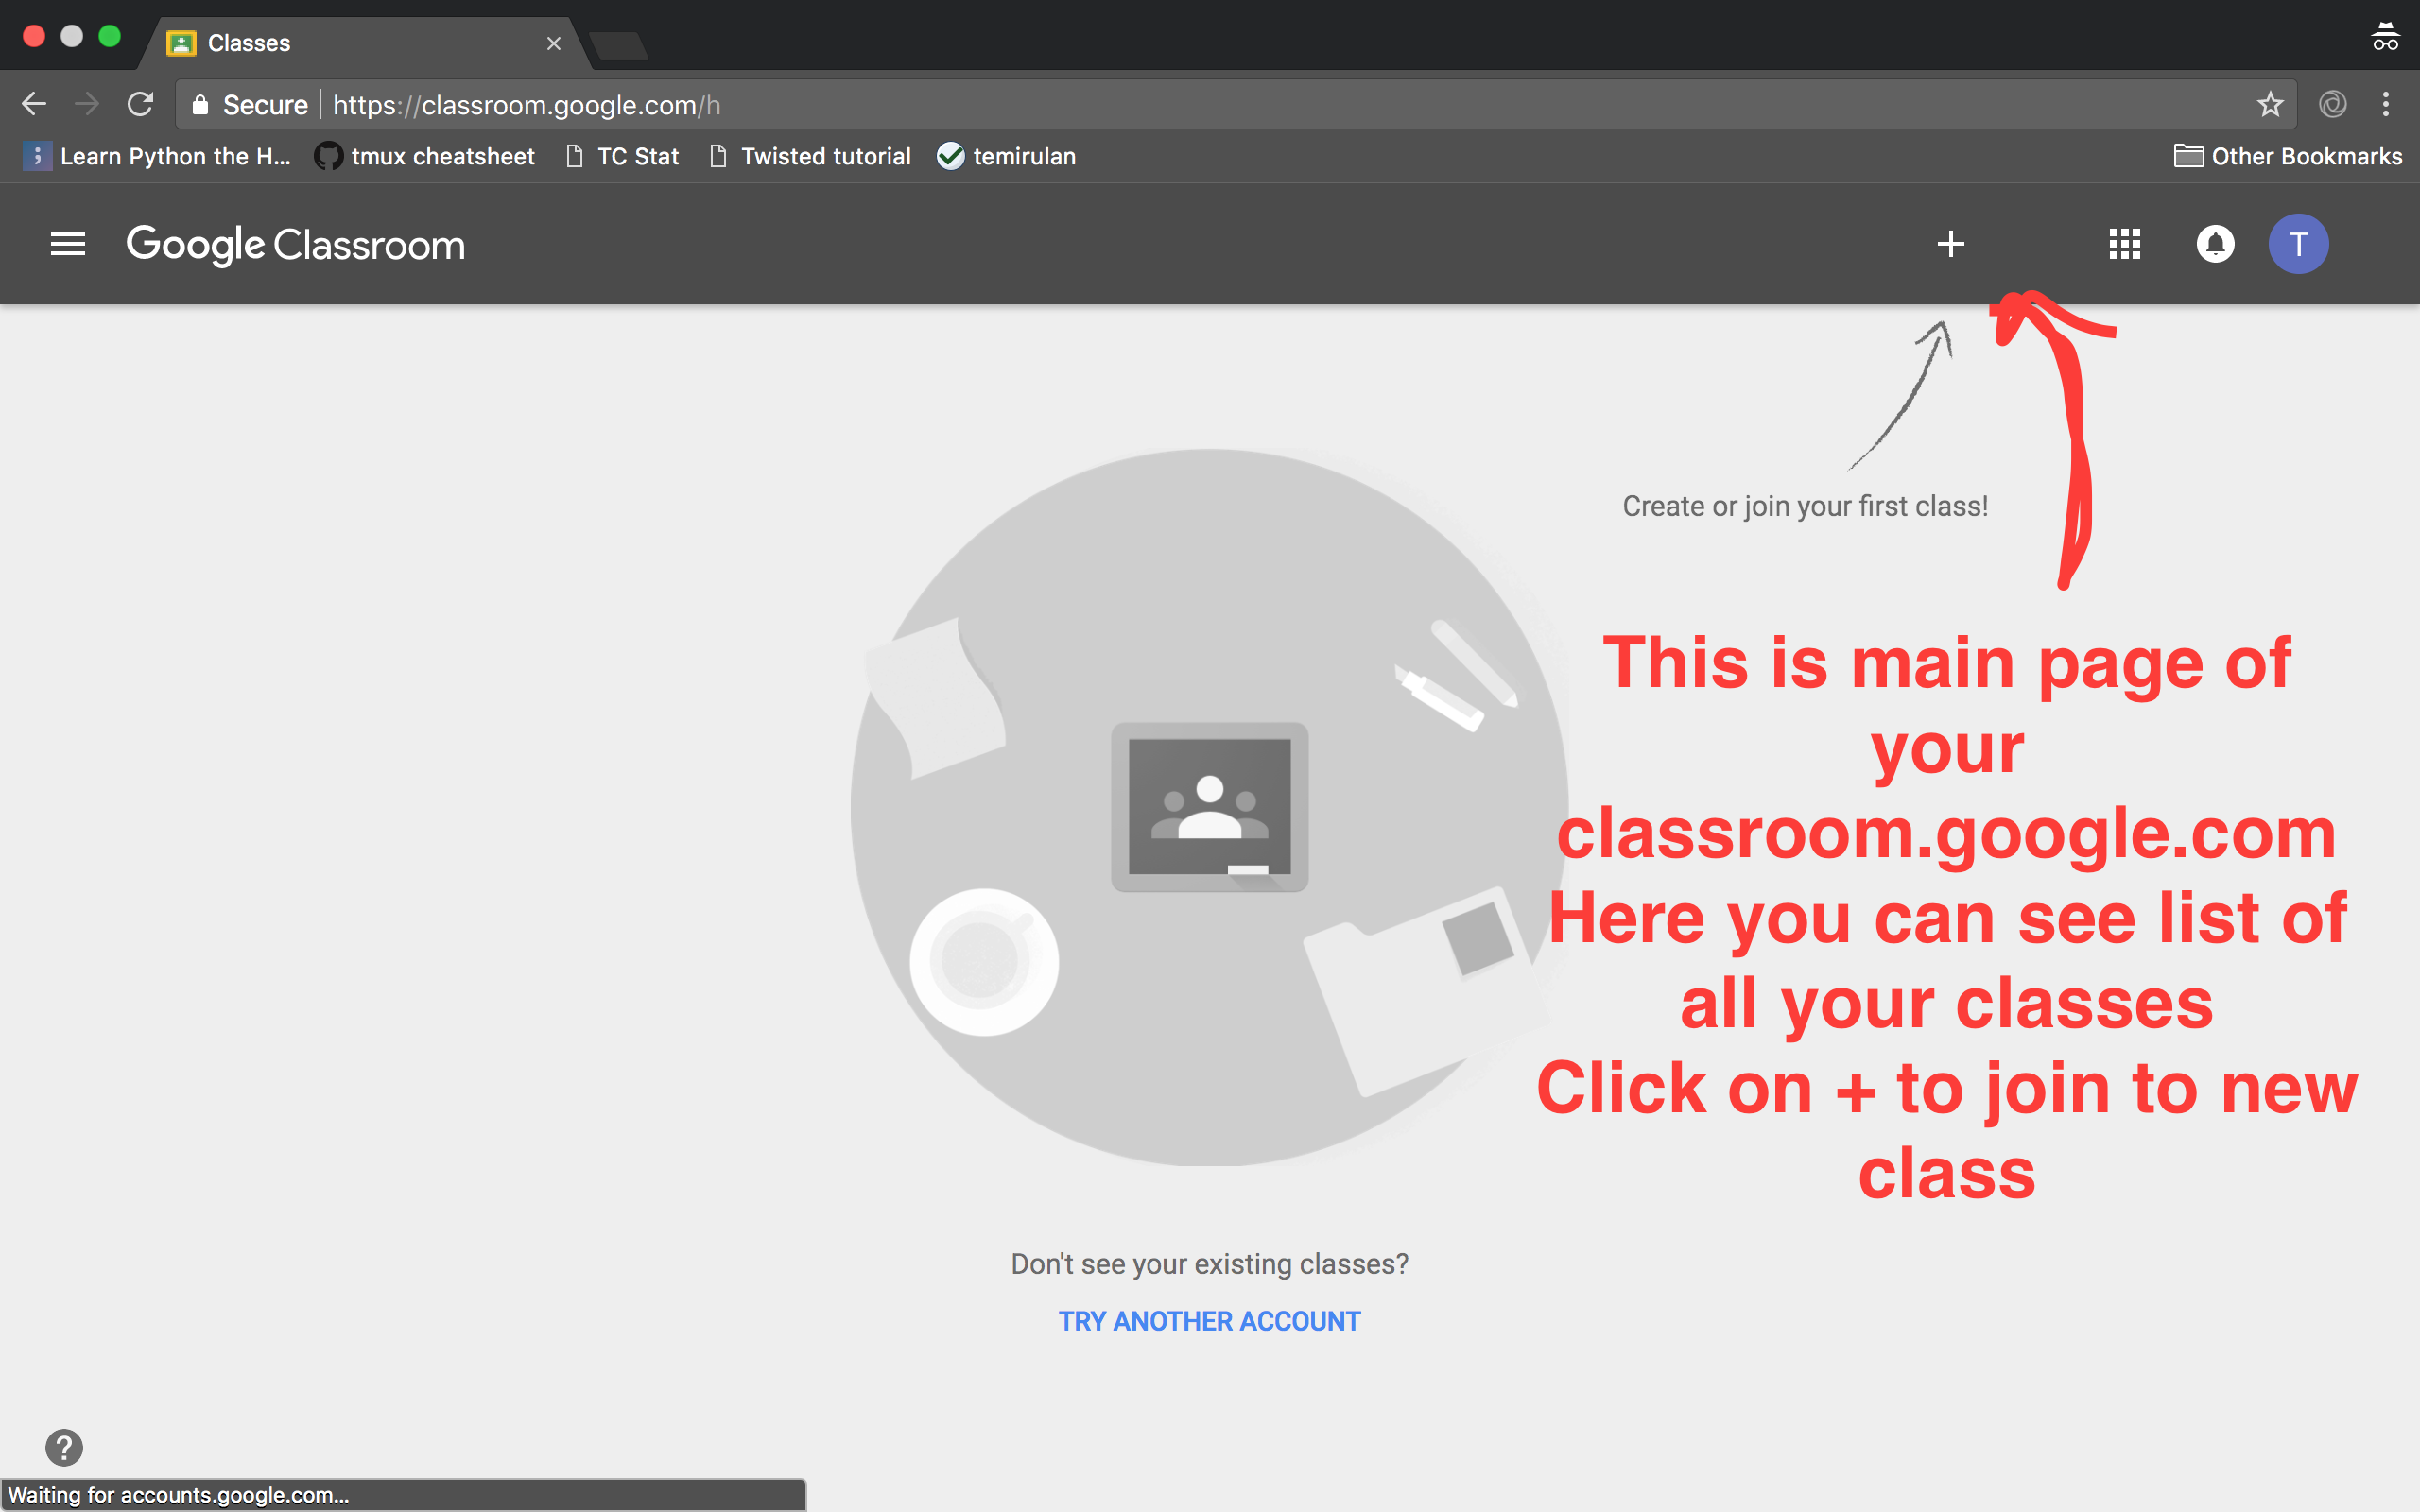 Classes
Secure https://classroom.google.com/h
Learn Python the H... tmux cheatsheet TC Stat Twisted tutorial temirulan Other Bookmarks
Google Classroom + T
Create or join your first class!
This is main page of
your
classroom.google.com
Here you can see list of
all your classes
Click on + to join to new
class
Don't see your existing classes?
TRY ANOTHER ACCOUNT
?
Waiting for accounts.google.com...